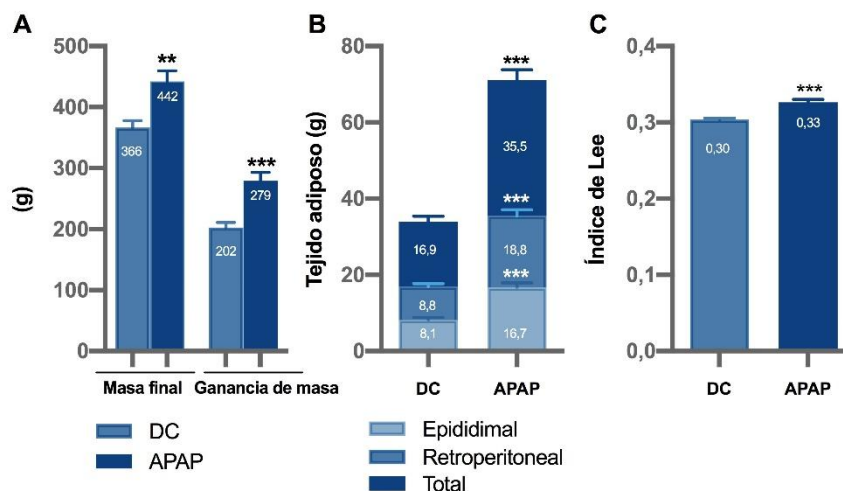 A
(g)
500
400
300
200
100
0
366
**
442
202
***
279
Masa final
Ganancia de masa
DC
APAP
B
Tejido adiposo (g)
80
60
40
20
0
16,9
8,8
8,1
***
35,5
***
18,8
***
16,7
DC
APAP
Epididimal
Retroperitoneal
Total
C
Índice de Lee
0,4
0,3
0,2
0,1
0,0
0,30
***
0,33
DC
APAP